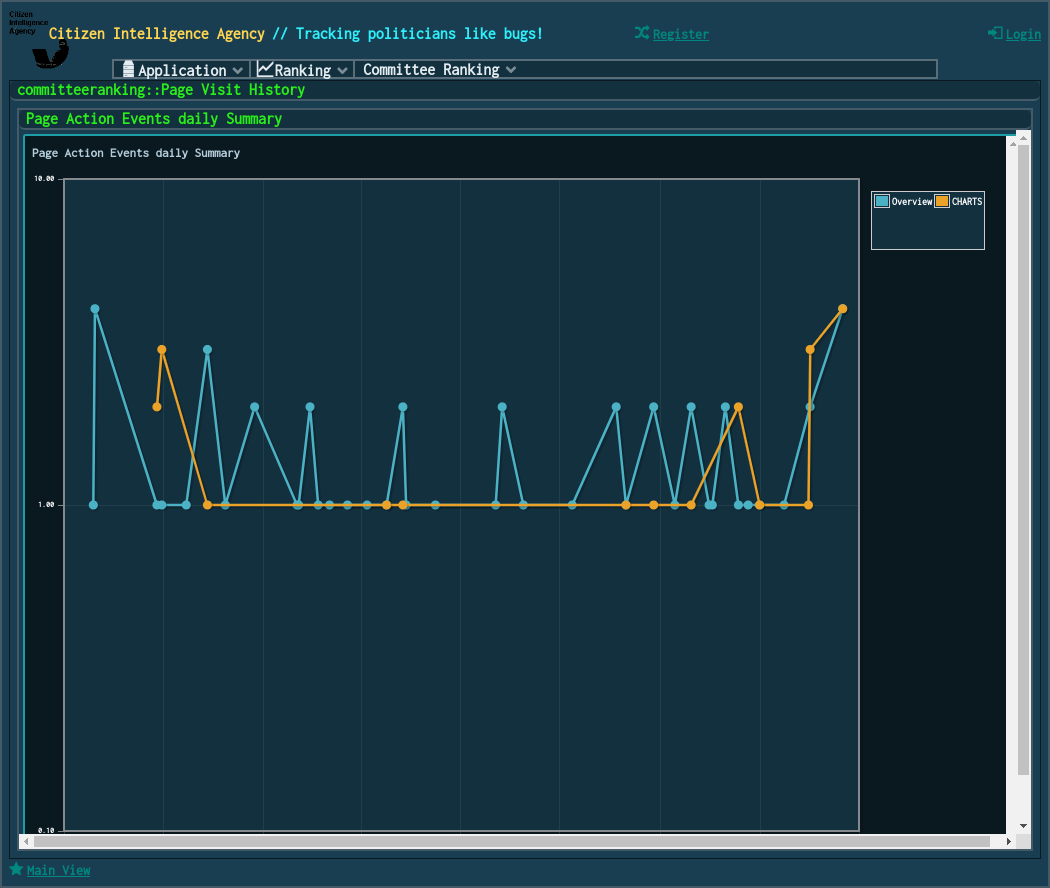 Citizen
Intelligence
Agency
Citizen Intelligence Agency // Tracking politicians like bugs!
Register
Login
Application
Ranking
Committee Ranking
committeeranking::Page Visit History
Page Action Events daily Summary
Page Action Events daily Summary
10.00
Overview
CHARTS
1.00
0.10
Main View